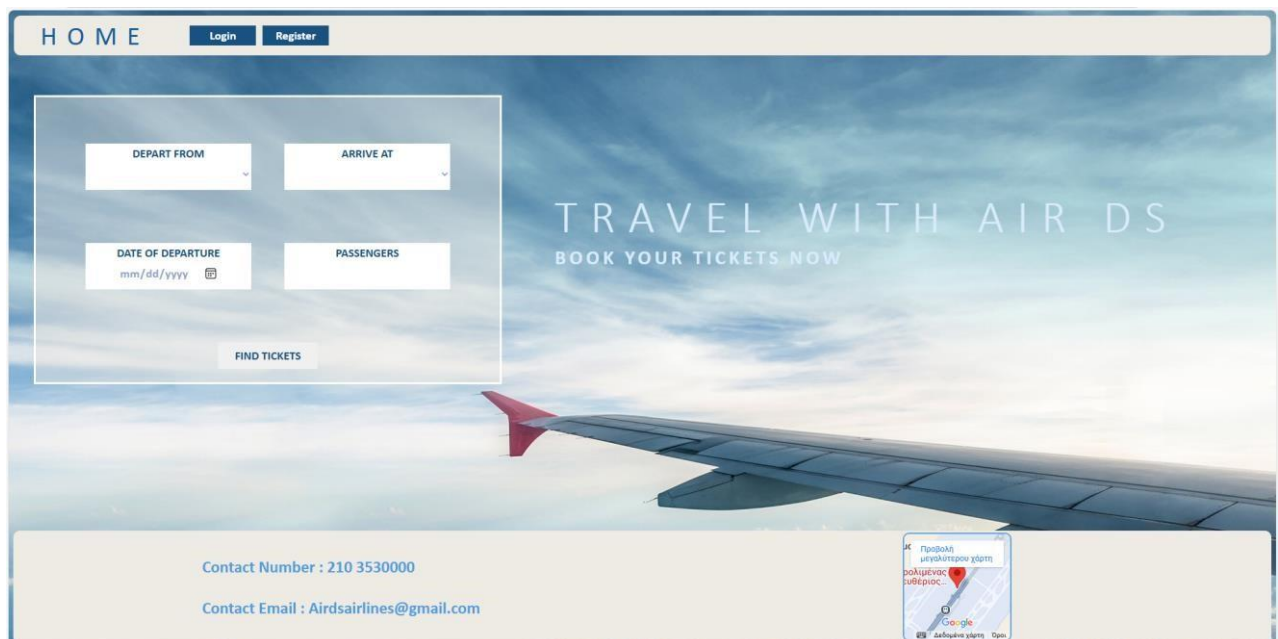 HOME
Login
Register
DEPART FROM
ARRIVE AT
DATE OF DEPARTURE
mm/dd/yyyy
PASSENGERS
FIND TICKETS
TRAVEL WITH AIR DS
BOOK YOUR TICKETS NOW
Contact Number : 210 3530000
Contact Email : Airdsairlines@gmail.com
Προβολή
μεγαλύτερου χάρτη
Google
Δεδομένα χάρτη
Όροι